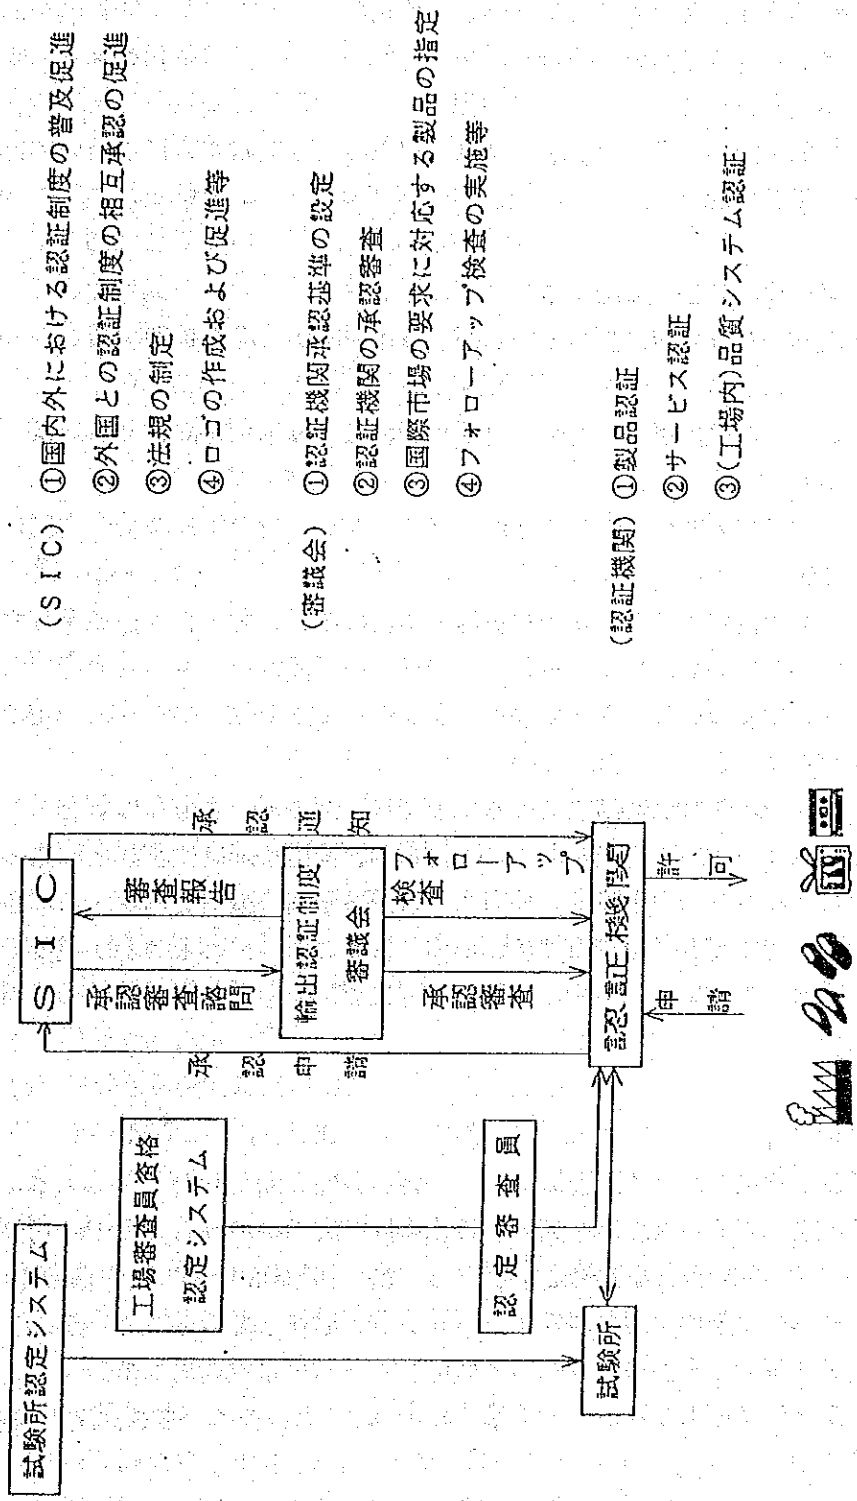 試験所認定システム
工場審査員資格
認定システム
認定審査員
試験所
SIC
承認申請
承認審査諮問
審査報告
承認通知
輸出認証制度
審議会
承認審査
フォローアップ
検査
認証機関
申請
許可
(SIC) ①国内外における認証制度の普及促進
②外国との認証制度の相互承認の促進
③法規の制定
④ロゴの作成および促進等
(審議会) ①認証機関承認基準の設定
②認証機関の承認審査
③国際市場の要求に対応する製品の指定
④フォローアップ検査の実施等
(認証機関) ①製品認証
②サービス認証
③(工場内)品質システム認証